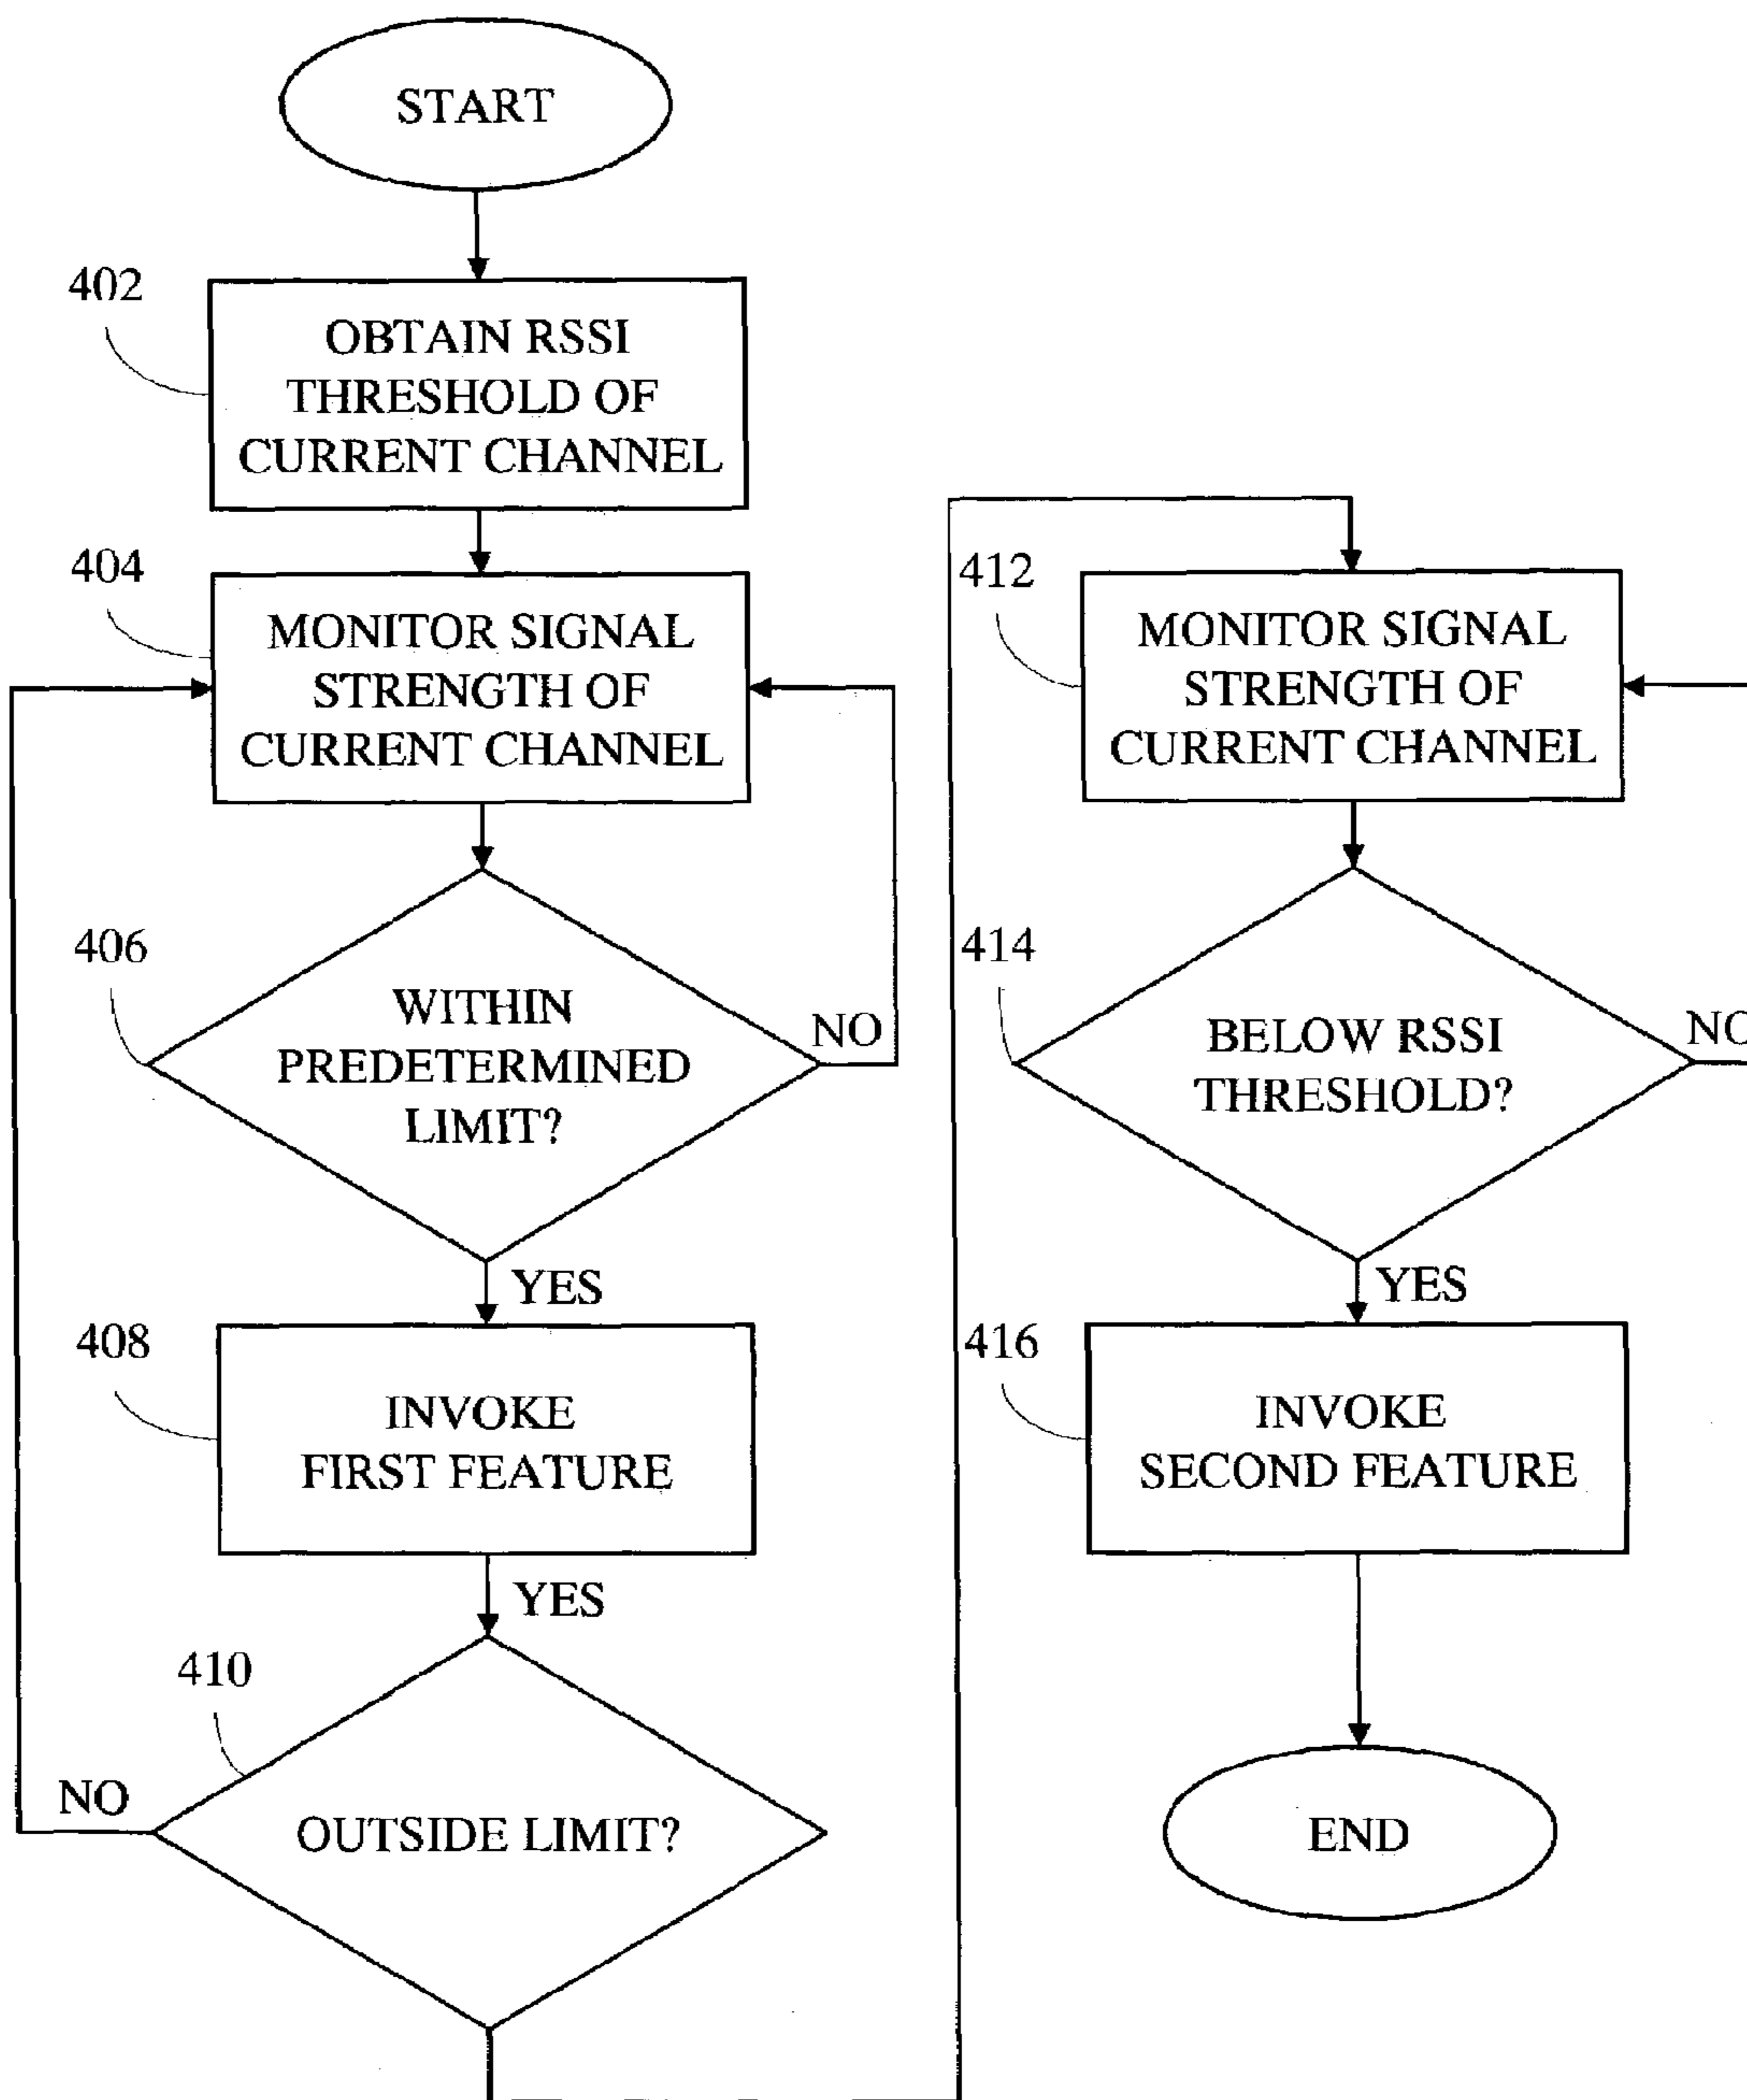 START
402
OBTAIN RSSI
THRESHOLD OF
CURRENT CHANNEL
404
MONITOR SIGNAL
STRENGTH OF
CURRENT CHANNEL
406
WITHIN
PREDETERMINED
LIMIT?
NO
YES
408
INVOKE
FIRST FEATURE
YES
410
OUTSIDE LIMIT?
NO
412
MONITOR SIGNAL
STRENGTH OF
CURRENT CHANNEL
414
BELOW RSSI
THRESHOLD?
NO
YES
416
INVOKE
SECOND FEATURE
END